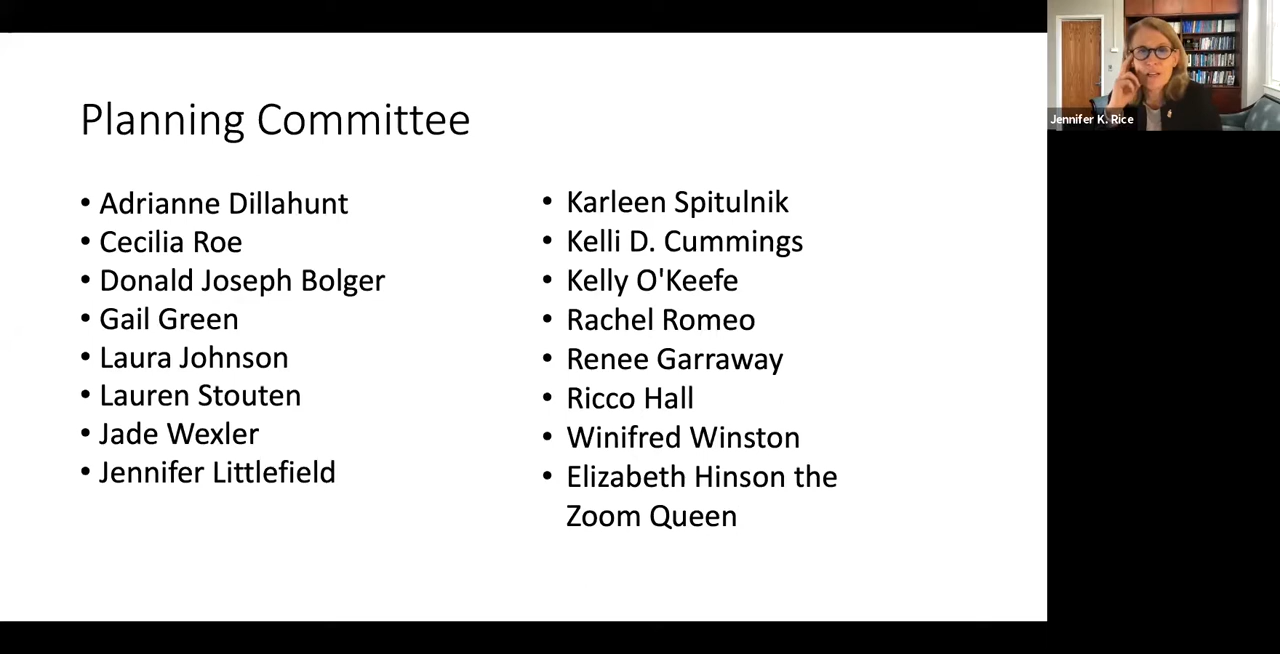 Planning Committee
• Adrianne Dillahunt
• Cecilia Roe
• Donald Joseph Bolger
• Gail Green
• Laura Johnson
• Lauren Stouten
• Jade Wexler
• Jennifer Littlefield
• Karleen Spitulnik
• Kelli D. Cummings
• Kelly O'Keefe
• Rachel Romeo
• Renee Garraway
• Ricco Hall
• Winifred Winston
• Elizabeth Hinson the
Zoom Queen
Jennifer K. Rice